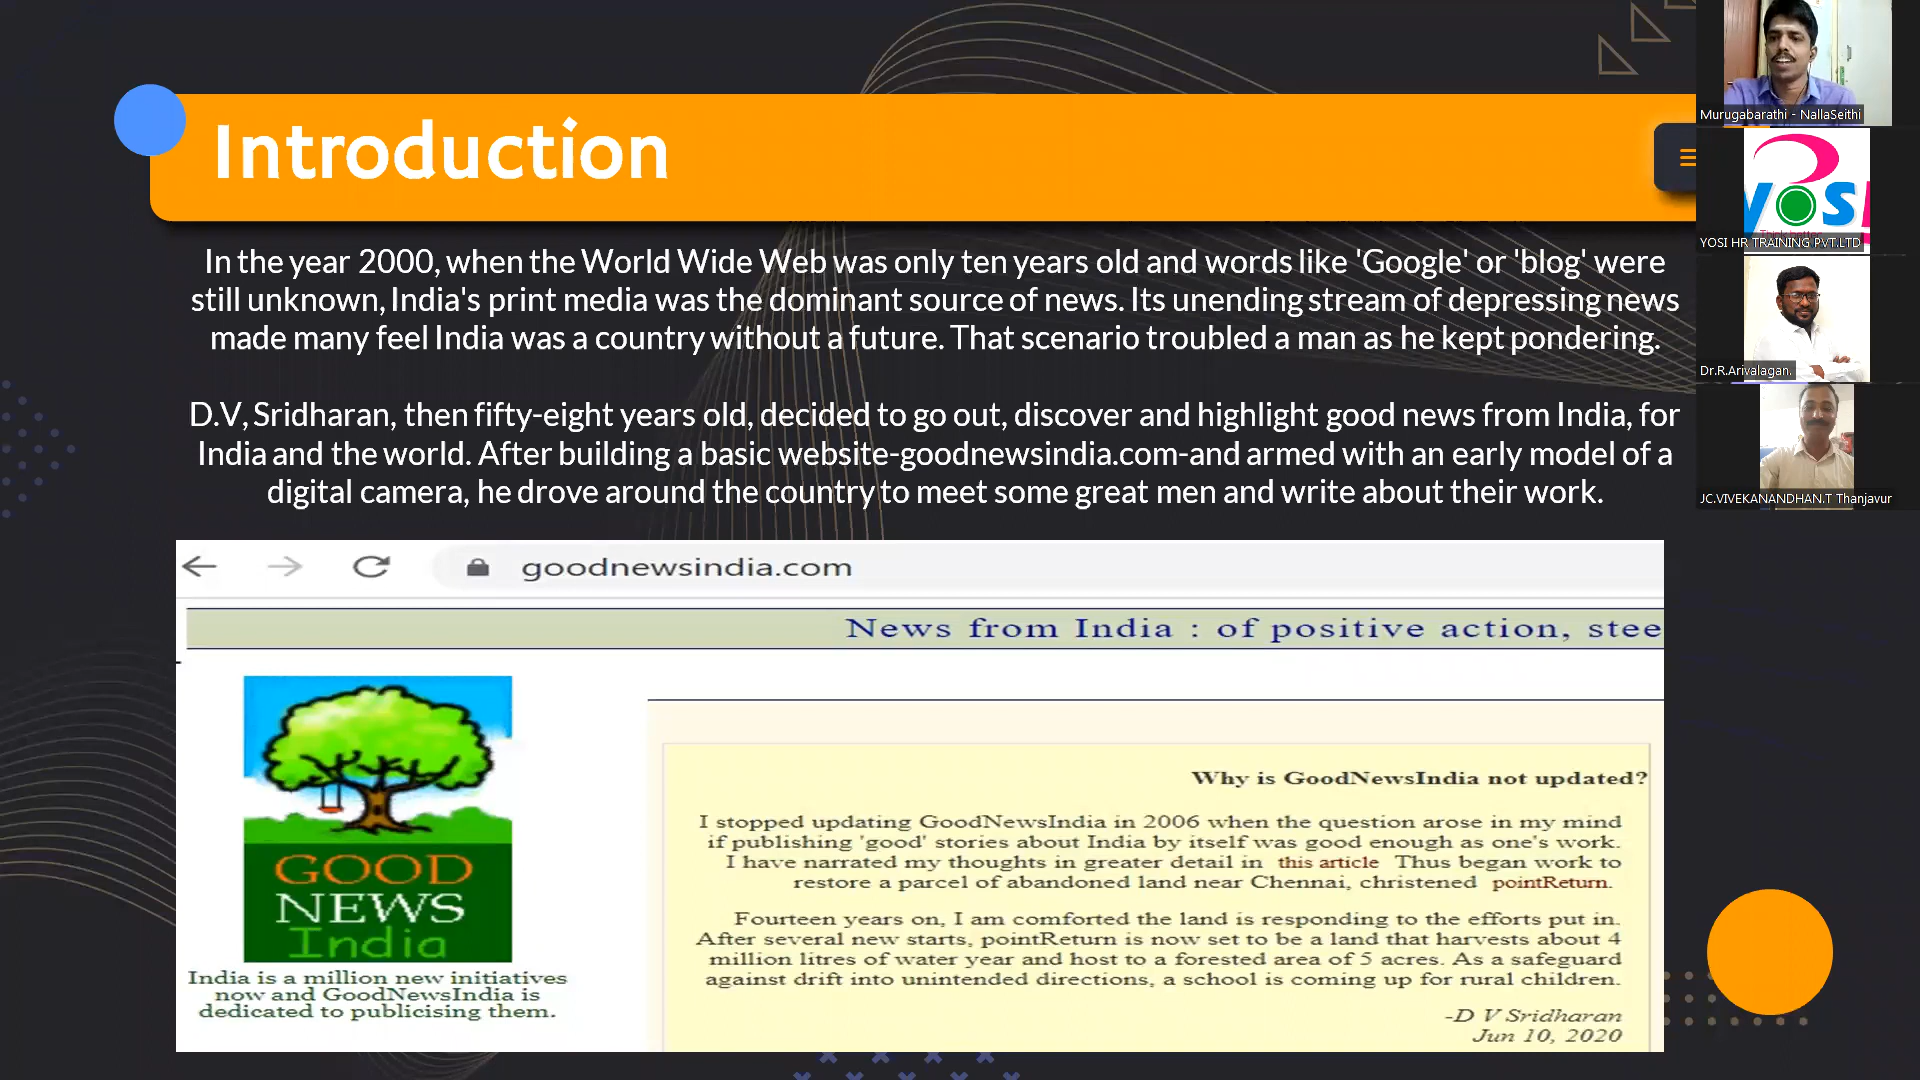 Introduction
In the year 2000, when the World Wide Web was only ten years old and words like 'Google' or 'blog' were
still unknown, India's print media was the dominant source of news. Its unending stream of depressing news
made many feel India was a country without a future. That scenario troubled a man as he kept pondering.
D.V, Sridharan, then fifty-eight years old, decided to go out, discover and highlight good news from India, for
India and the world. After building a basic website-goodnewsindia.com-and armed with an early model of a
digital camera, he drove around the country to meet some great men and write about their work.
goodnewsindia.com
News from India : of positive action, stee
GOOD
NEWS
India
India is a million new initiatives
now and GoodNewsIndia is
dedicated to publicising them.
Why is GoodNewsIndia not updated?
I stopped updating GoodNewsIndia in 2006 when the question arose in my mind
if publishing 'good' stories about India by itself was good enough as one's work.
I have narrated my thoughts in greater detail in this article Thus began work to
restore a parcel of abandoned land near Chennai, christened pointReturn.
Fourteen years on, I am comforted the land is responding to the efforts put in.
After several new starts, pointReturn is now set to be a land that harvests about 4
million litres of water year and host to a forested area of 5 acres. As a safeguard
against drift into unintended directions, a school is coming up for rural children.
-D V Sridharan
Jun 10, 2020
Murugabarathi - NallaSeithi
YOSI
YOSI HR TRAINING PVT.LTD
Dr.R.Arivalagan.
JC.VIVEKANANDHAN.T Thanjavur